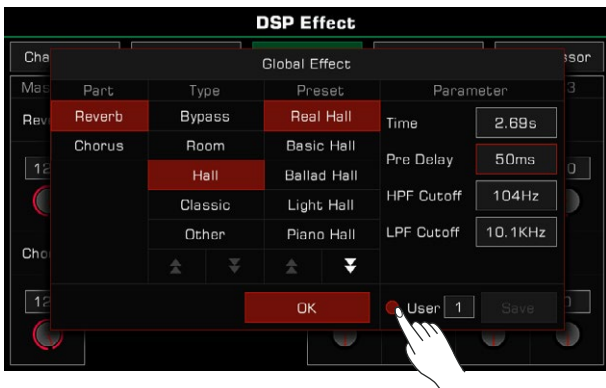 DSP Effect
Global Effect
Part Type Preset Parameter
Reverb Bypass Real Hall Time 2.69s
Chorus Room Basic Hall Pre Delay 50ms
Hall Ballad Hall HPF Cutoff 104Hz
Classic Light Hall LPF Cutoff 10.1KHz
Other Piano Hall
OK User 1 Save